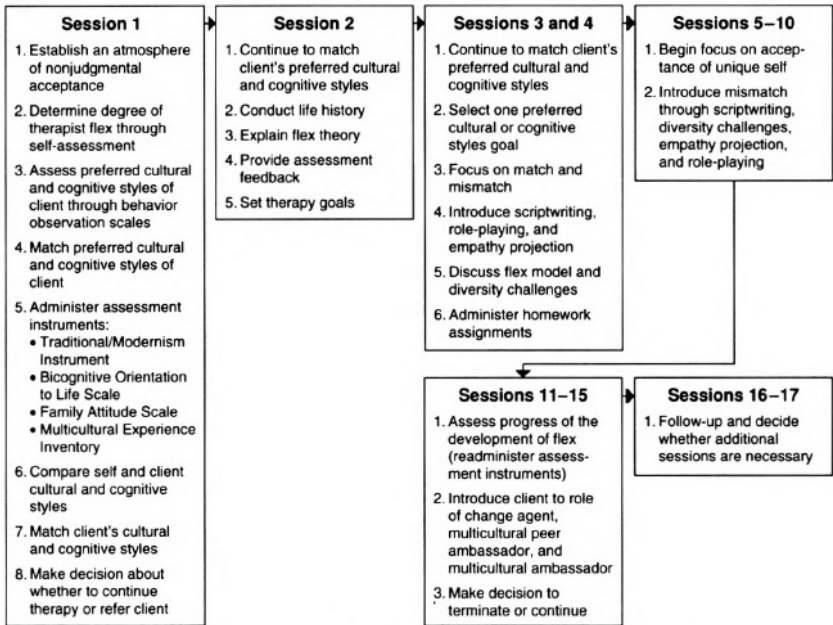 Session 1
1. Establish an atmosphere
of nonjudgmental
acceptance
2. Determine degree of
therapist flex through
self-assessment
3. Assess preferred cultural
and cognitive styles of
client through behavior
observation scales
4. Match preferred cultural
and cognitive styles of
client
5. Administer assessment
instruments:
• Traditional/Modernism
Instrument
• Bicognitive Orientation
to Life Scale
• Family Attitude Scale
• Multicultural Experience
Inventory
6. Compare self and client
cultural and cognitive
styles
7. Match client's cultural
and cognitive styles
8. Make decision about
whether to continue
therapy or refer client
Session 2
1. Continue to match
client's preferred cultural
and cognitive styles
2. Conduct life history
3. Explain flex theory
4. Provide assessment
feedback
5. Set therapy goals
Sessions 3 and 4
1. Continue to match client's
preferred cultural and
cognitive styles
2. Select one preferred
cultural or cognitive
styles goal
3. Focus on match and
mismatch
4. Introduce scriptwriting,
role-playing, and
empathy projection
5. Discuss flex model and
diversity challenges
6. Administer homework
assignments
Sessions 5–10
1. Begin focus on accep-
tance of unique self
2. Introduce mismatch
through scriptwriting,
diversity challenges,
empathy projection,
and role-playing
Sessions 11–15
1. Assess progress of the
development of flex
(readminister assess-
ment instruments)
2. Introduce client to role
of change agent,
multicultural peer
ambassador, and
multicultural ambassador
3. Make decision to
terminate or continue
Sessions 16–17
1. Follow-up and decide
whether additional
sessions are necessary